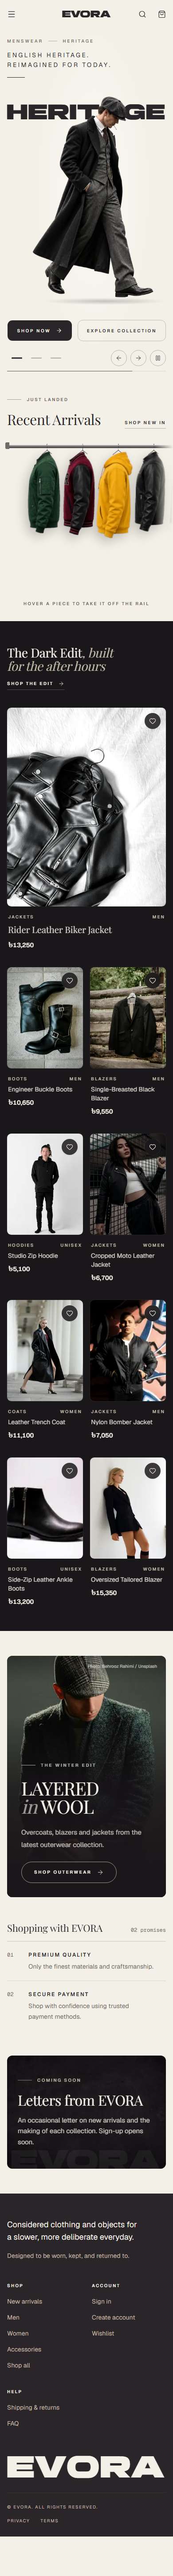 EVORA
MENSWEAR HERITAGE
ENGLISH HERITAGE.
REIMAGINED FOR TODAY.
HERITAGE
SHOP NOW →
EXPLORE COLLECTION
JUST LANDED
Recent Arrivals
SHOP NEW IN
HOVER A PIECE TO TAKE IT OFF THE RAIL
The Dark Edit, built
for the after hours
SHOP THE EDIT →
JACKETS MEN
Rider Leather Biker Jacket
৳13,250
BOOTS MEN
Engineer Buckle Boots
৳10,650
BLAZERS MEN
Single-Breasted Black
Blazer
৳9,550
HOODIES UNISEX
Studio Zip Hoodie
৳5,100
JACKETS WOMEN
Cropped Moto Leather
Jacket
৳6,700
COATS WOMEN
Leather Trench Coat
৳11,100
JACKETS MEN
Nylon Bomber Jacket
৳7,050
BOOTS UNISEX
Side-Zip Leather Ankle
Boots
৳13,200
BLAZERS WOMEN
Oversized Tailored Blazer
৳15,350
Rahimi / Unsplash
THE WINTER EDIT
LAYERED
in WOOL
Overcoats, blazers and jackets from the
latest outerwear collection.
SHOP OUTERWEAR →
Shopping with EVORA
02 promises
01 PREMIUM QUALITY
Only the finest materials and craftsmanship.
02 SECURE PAYMENT
Shop with confidence using trusted
payment methods.
COMING SOON
Letters from EVORA
An occasional letter on new arrivals and the
making of each collection. Sign-up opens
soon.
EVORA
Considered clothing and objects for
a slower, more deliberate everyday.
Designed to be worn, kept, and returned to.
SHOP
New arrivals
Men
Women
Accessories
Shop all
ACCOUNT
Sign in
Create account
Wishlist
HELP
Shipping & returns
FAQ
EVORA
© EVORA. ALL RIGHTS RESERVED.
PRIVACY TERMS